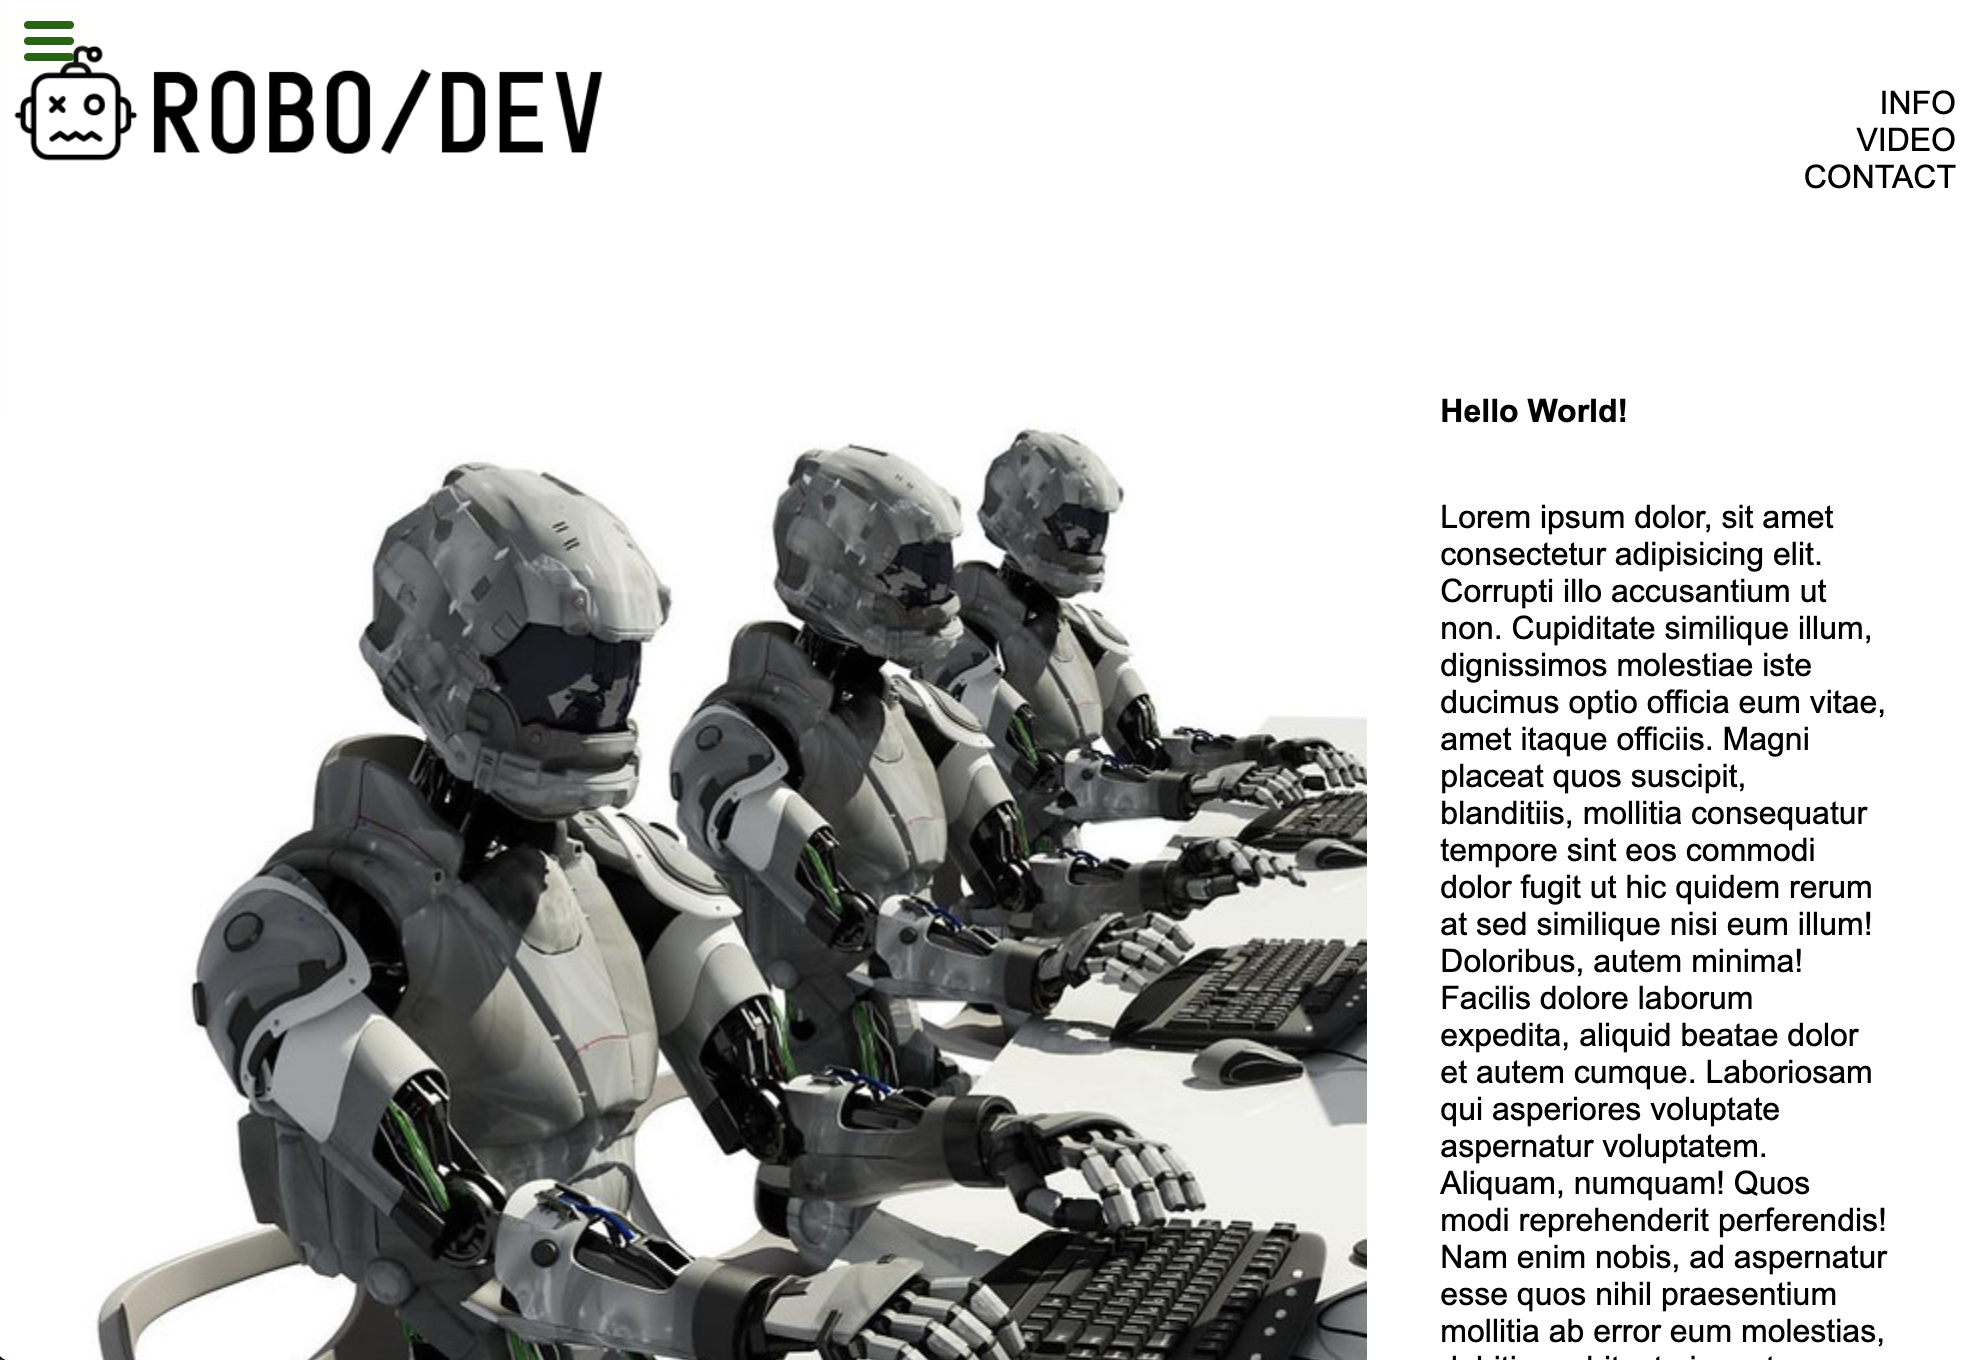 ROBO/DEV
INFO
VIDEO
CONTACT
Hello World!
Lorem ipsum dolor, sit amet
consectetur adipisicing elit.
Corrupti illo accusantium ut
non. Cupiditate similique illum,
dignissimos molestiae iste
ducimus optio officia eum vitae,
amet itaque officiis. Magni
placeat quos suscipit,
blanditiis, mollitia consequatur
tempore sint eos commodi
dolor fugit ut hic quidem rerum
at sed similique nisi eum illum!
Doloribus, autem minima!
Facilis dolore laborum
expedita, aliquid beatae dolor
et autem cumque. Laboriosam
qui asperiores voluptate
aspernatur voluptatem.
Aliquam, numquam! Quos
modi reprehenderit perferendis!
Nam enim nobis, ad aspernatur
esse quos nihil praesentium
mollitia ab error eum molestias,